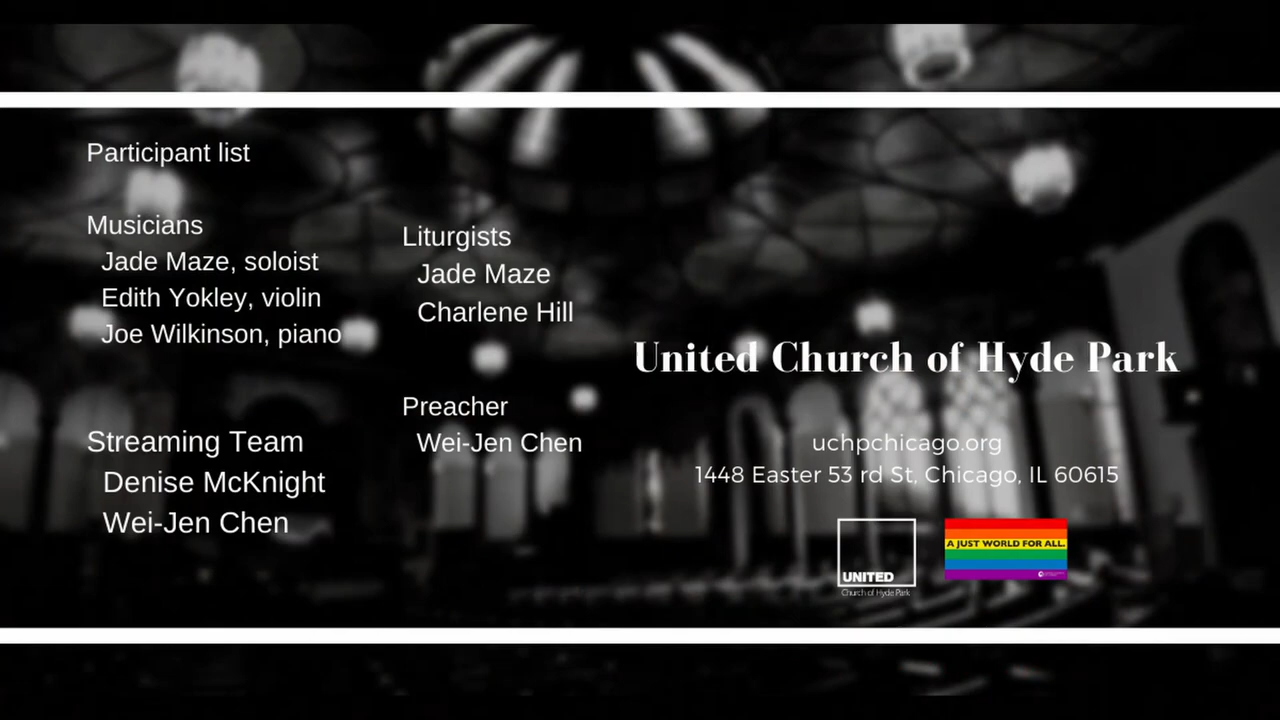 Participant list
Musicians
Jade Maze, soloist
Edith Yokley, violin
Joe Wilkinson, piano
Streaming Team
Denise McKnight
Wei-Jen Chen
Liturgists
Jade Maze
Charlene Hill
Preacher
Wei-Jen Chen
United Church of Hyde Park
uchpchicago.org
1448 Easter 53 rd St, Chicago, IL 60615
UNITED
Church of Hyde Park
A JUST WORLD FOR ALL.